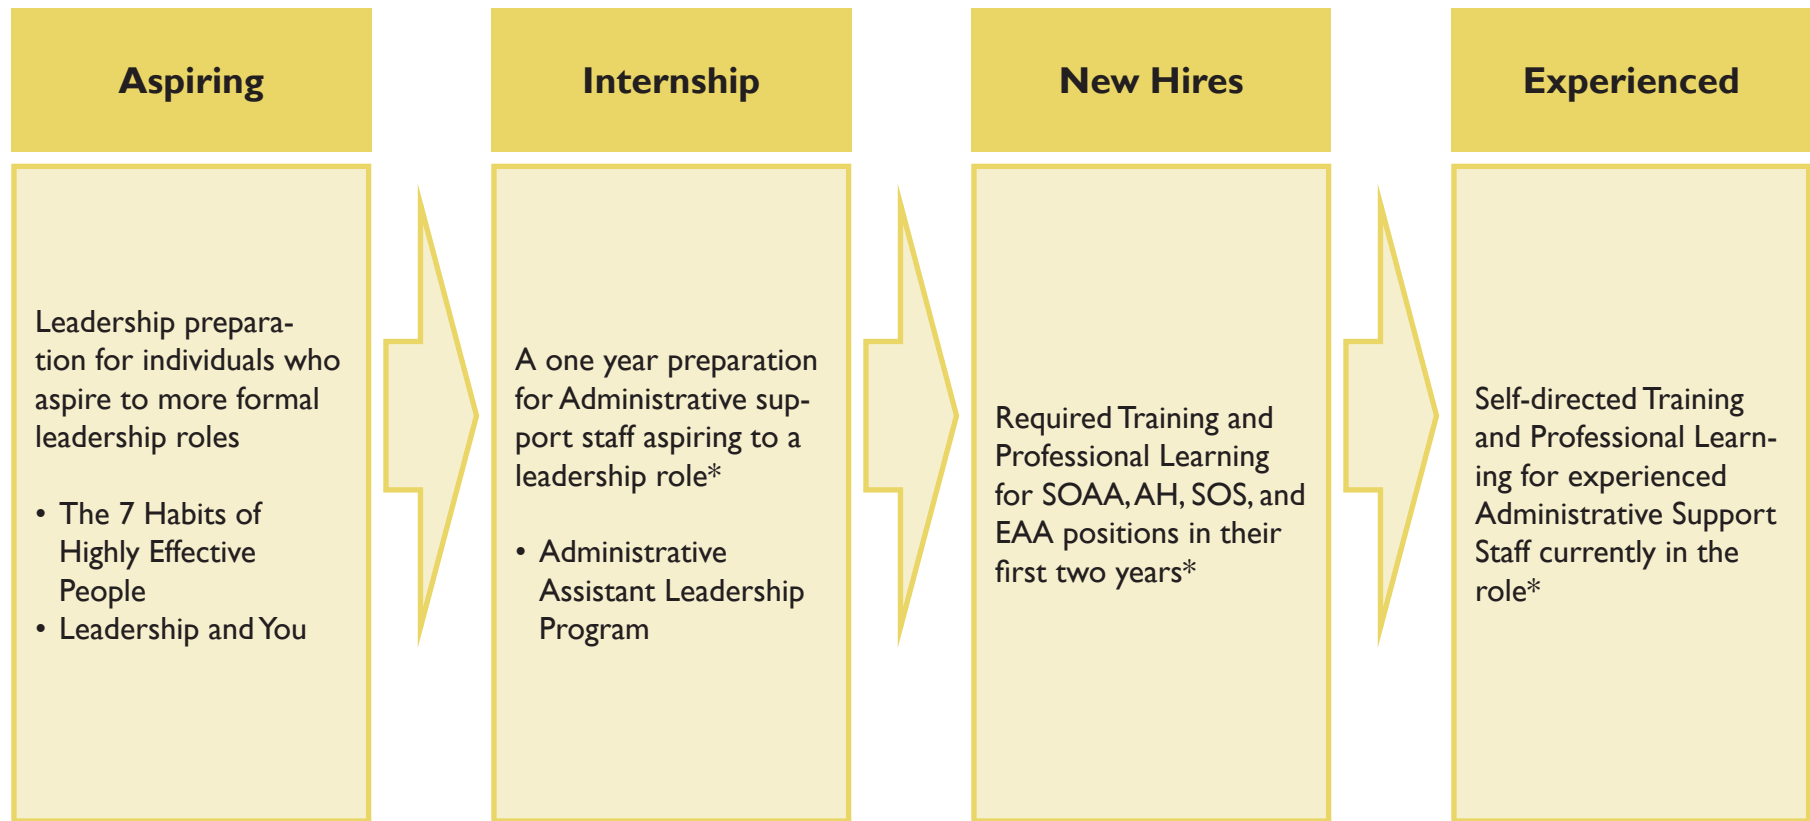 Aspiring
Leadership prepara-
tion for individuals who
aspire to more formal
leadership roles
• The 7 Habits of
Highly Effective
People
• Leadership and You
Internship
A one year preparation
for Administrative sup-
port staff aspiring to a
leadership role*
• Administrative
Assistant Leadership
Program
New Hires
Required Training and
Professional Learning
for SOAA, AH, SOS, and
EAA positions in their
first two years*
Experienced
Self-directed Training
and Professional Learn-
ing for experienced
Administrative Support
Staff currently in the
role*